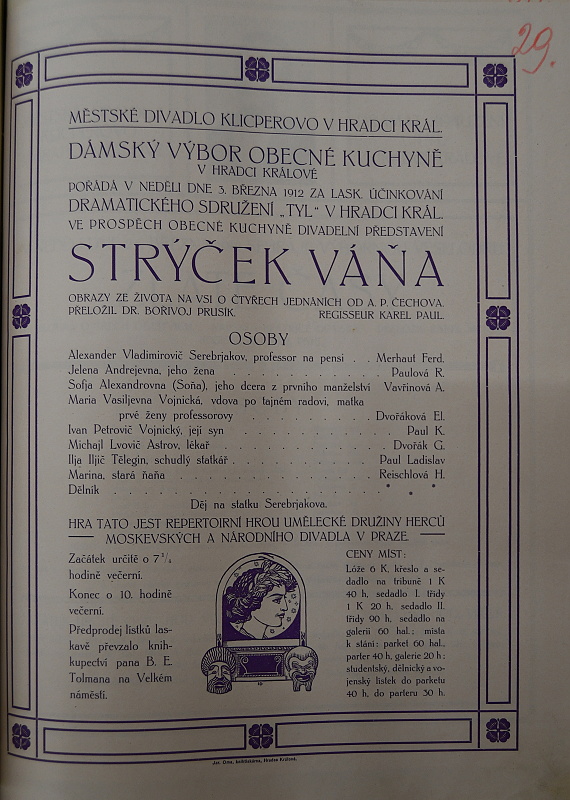 29.
MĚSTSKÉ DIVADLO KLICPEROVO V HRADCI KRÁL.
DÁMSKÝ VÝBOR OBECNÉ KUCHYNĚ
V HRADCI KRÁLOVÉ
POŘÁDÁ V NEDĚLI DNE 3. BŘEZNA 1912 ZA LASK. ÚČINKOVÁNÍ
DRAMATICKÉHO SDRUŽENÍ „TYL“ V HRADCI KRÁL.
VE PROSPĚCH OBECNÉ KUCHYNĚ DIVADELNÍ PŘEDSTAVENÍ
STRÝČEK VÁŇA
OBRAZY ZE ŽIVOTA NA VSI O ČTYŘECH JEDNÁNÍCH OD A. P. ČECHOVA.
PŘELOŽIL DR. BOŘIVOJ PRUSÍK. REGISSEUR KAREL PAUL.
OSOBY
Alexander Vladimirovič Serebrjakov, professor na pensi . . Merhaut Ferd.
Jelena Andrejevna, jeho žena . . . . . . . . . . Paulová R.
Sofja Alexandrovna (Soňa), jeho dcera z prvního manželství Vavřinová A.
Maria Vasiljevna Vojnická, vdova po tajném radovi, matka
prvé ženy professorovy . . . . . . . . . Dvořáková El.
Ivan Petrovič Vojnický, její syn . . . . . . . . . . Paul K.
Michajl Lvovič Astrov, lékař . . . . . . . . . . Dvořák G.
Ilja Iljič Tělegin, schudlý statkář . . . . . . . . . Paul Ladislav
Marina, stará ňaňa . . . . . . . . . . . . Reischlová H.
Dělník . . . . . . . . . . . . . . . . * * *
Děj na statku Serebrjakova.
HRA TATO JEST REPERTOIRNÍ HROU UMĚLECKÉ DRUŽINY HERCŮ
MOSKEVSKÝCH A NÁRODNÍHO DIVADLA V PRAZE.
Začátek určitě o 7 1/4
hodině večerní.
Konec o 10. hodině
večerní.
Předprodej lístků las-
kavě převzalo knih-
kupectví pana B. E.
Tolmana na Velkém
náměstí.
CENY MÍST:
Lóže 6 K, křeslo a se-
dadlo na tribuně 1 K
40 h, sedadlo I. třídy
1 K 20 h, sedadlo II.
třídy 90 h, sedadlo na
galerii 60 hal.; místa
k stání: parket 60 hal.,
parter 40 h, galerie 20 h;
studentský, dělnický a vo-
jenský lístek do parketu
40 h, do parteru 30 h.